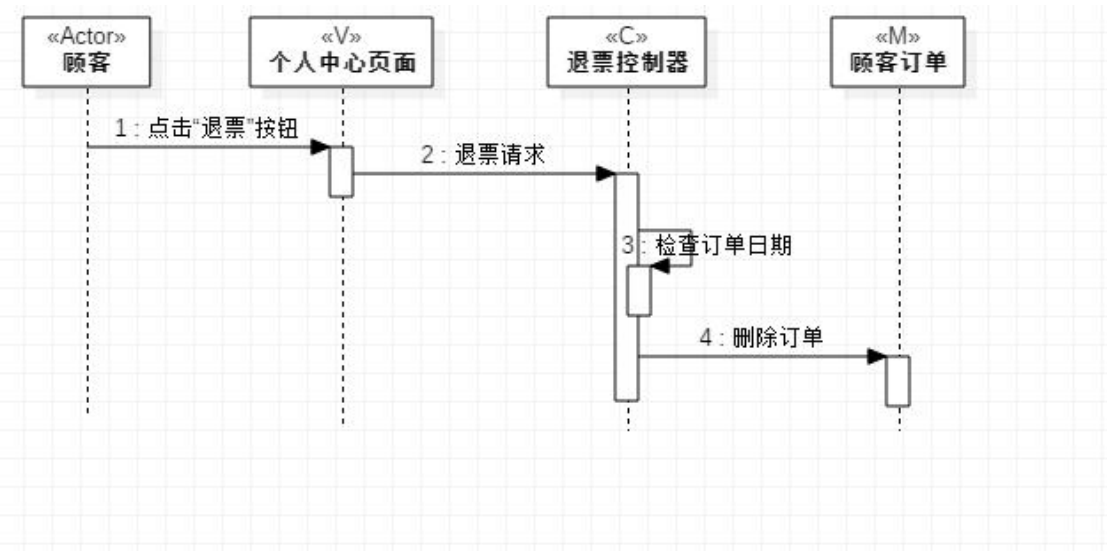 «Actor»
顾客
«V»
个人中心页面
«C»
退票控制器
«M»
顾客订单
1 : 点击“退票”按钮
2 : 退票请求
3 : 检查订单日期
4 : 删除订单